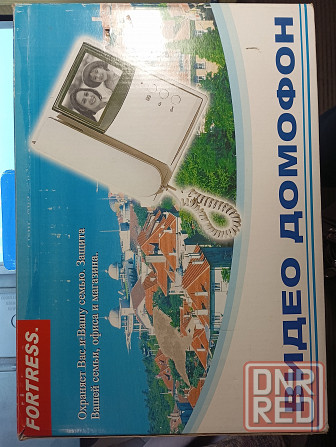 FORTRESS.
Охраняет Вас и Вашу семью. Защита
Вашей семьи, офиса и магазина.
ВИДЕО ДОМОФОН
DNR
RED